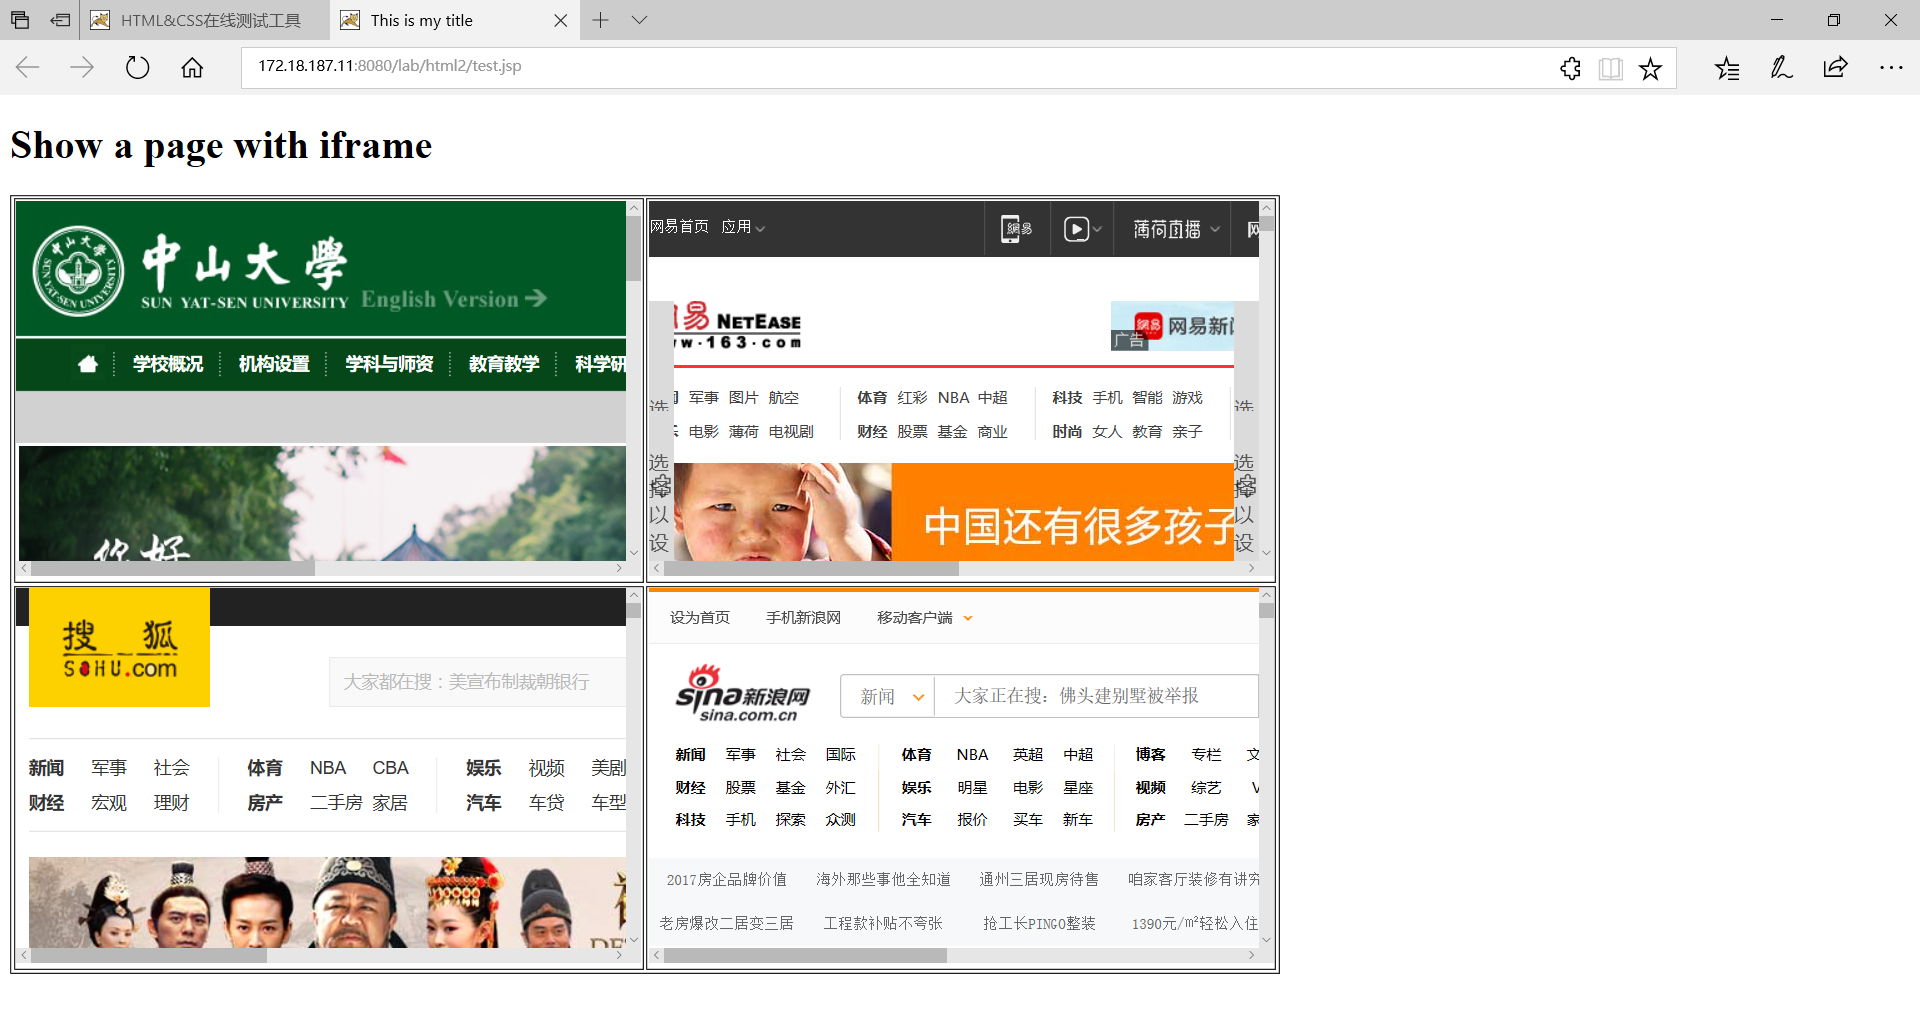 HTML&CSS在线测试工具
This is my title
172.18.187.11:8080/lab/html2/test.jsp
Show a page with iframe
中山大學
SUN YAT-SEN UNIVERSITY
English Version
学校概况 机构设置 学科与师资 教育教学 科学研
你好
网易首页 应用 網易 薄荷直播
易 NETEASE
w.163.com
網易 网易新
广告
军事 图片 航空 体育 红彩 NBA 中超 科技 手机 智能 游戏
电影 薄荷 电视剧 财经 股票 基金 商业 时尚 女人 教育 亲子
选择以设
选择以设
中国还有很多孩子
搜狐
SOHU.com
大家都在搜：美宣布制裁朝银行
新闻 军事 社会 体育 NBA CBA 娱乐 视频 美剧
财经 宏观 理财 房产 二手房 家居 汽车 车贷 车型
设为首页 手机新浪网 移动客户端
sina新浪网
sina.com.cn
新闻 大家正在搜：佛头建别墅被举报
新闻 军事 社会 国际 体育 NBA 英超 中超 博客 专栏 文
财经 股票 基金 外汇 娱乐 明星 电影 星座 视频 综艺 V
科技 手机 探索 众测 汽车 报价 买车 新车 房产 二手房 家
2017房企品牌价值 海外那些事他全知道 通州三居现房待售 咱家客厅装修有讲究
老房爆改二居变三居 工程款补贴不夸张 抢工长PINGO整装 1390元/㎡轻松入住